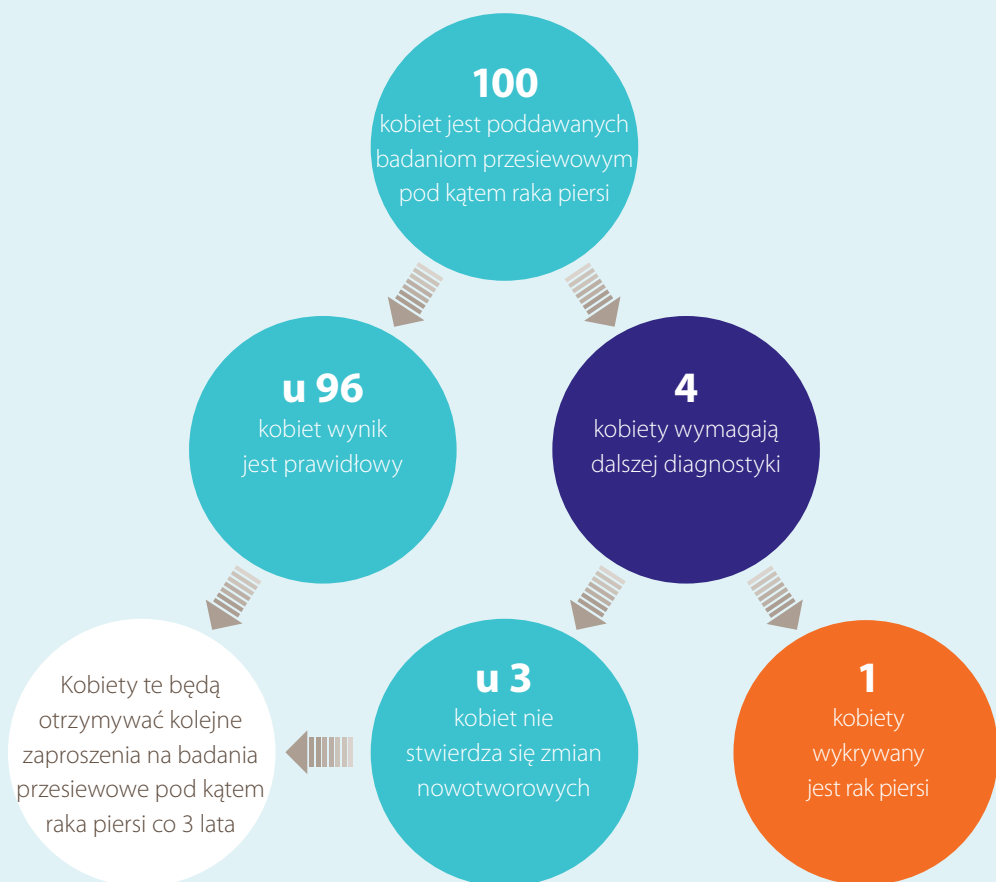 100
kobiet jest poddawanych
badaniom przesiewowym
pod kątem raka piersi
u 96
kobiet wynik
jest prawidłowy
4
kobiety wymagają
dalszej diagnostyki
Kobiety te będą
otrzymywać kolejne
zaproszenia na badania
przesiewowe pod kątem
raka piersi co 3 lata
u 3
kobiet nie
stwierdza się zmian
nowotworowych
1
kobiety
wykrywany
jest rak piersi